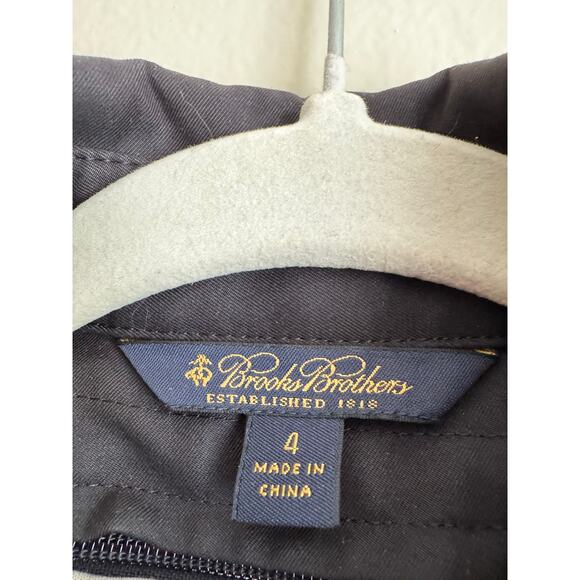 Brooks Brothers
ESTABLISHED 1818
4
MADE IN
CHINA